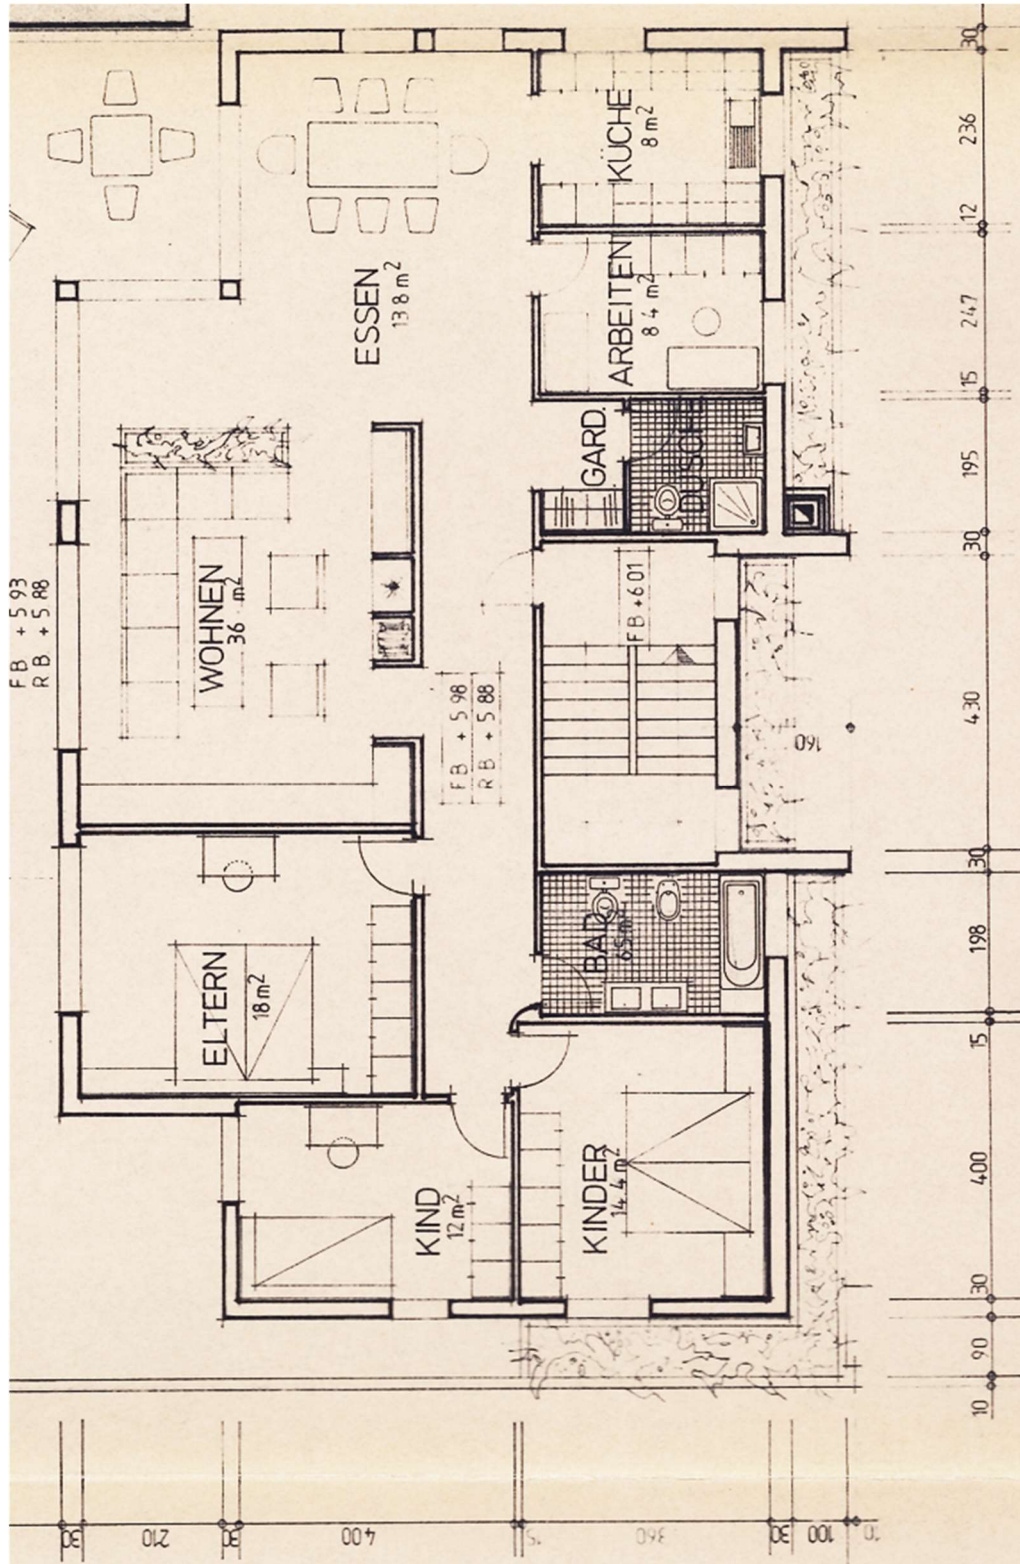 KÜCHE
8 m²
ESSEN
13 8 m²
ARBEITEN
8 4 m²
GARD.
DUSCHE
WOHNEN
36 m²
FB + 5 93
RB + 5 88
FB + 6 01
FB + 5 98
RB + 5 88
160
ELTERN
18 m²
BAD
6 5 m²
KIND
12 m²
KINDER
14 4 m²
30
236
12
247
15
195
30
430
30
198
15
400
30
90
10
30
210
30
400
15
360
30
100
10